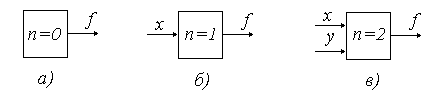 n=0 f x n=1 f x y n=2 f
а) б) в)